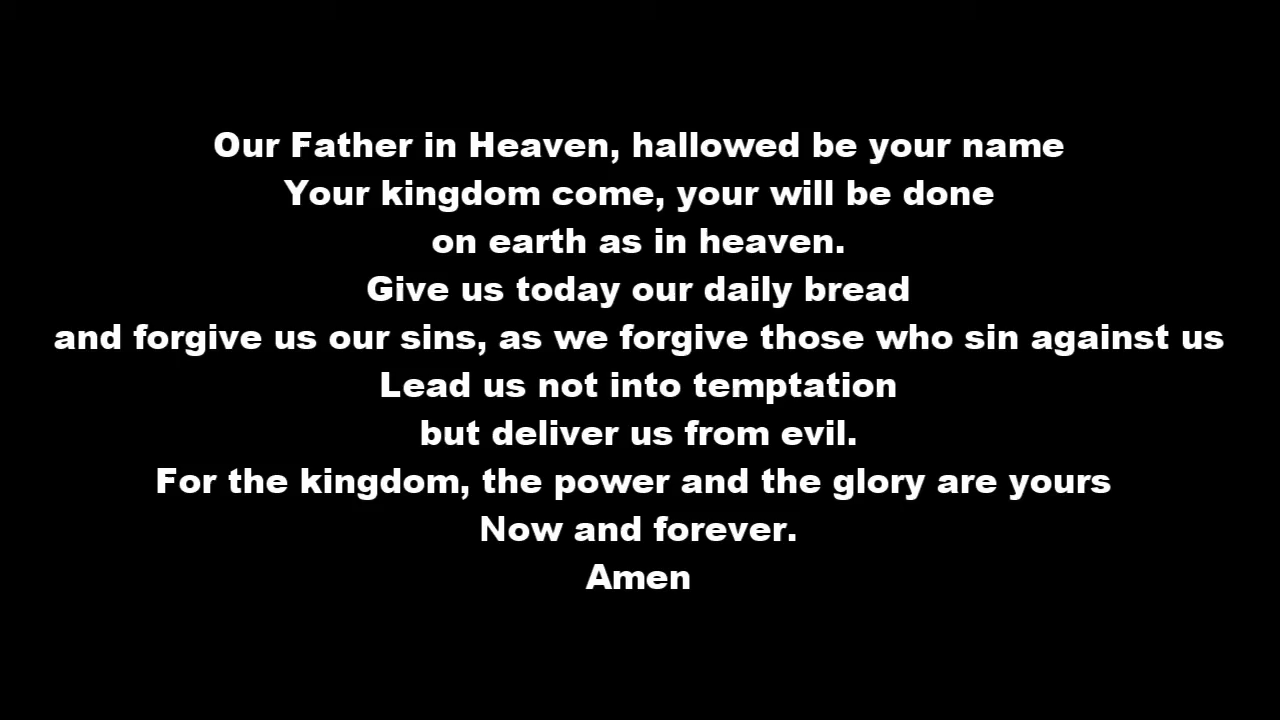 Our Father in Heaven, hallowed be your name
Your kingdom come, your will be done
on earth as in heaven.
Give us today our daily bread
and forgive us our sins, as we forgive those who sin against us
Lead us not into temptation
but deliver us from evil.
For the kingdom, the power and the glory are yours
Now and forever.
Amen